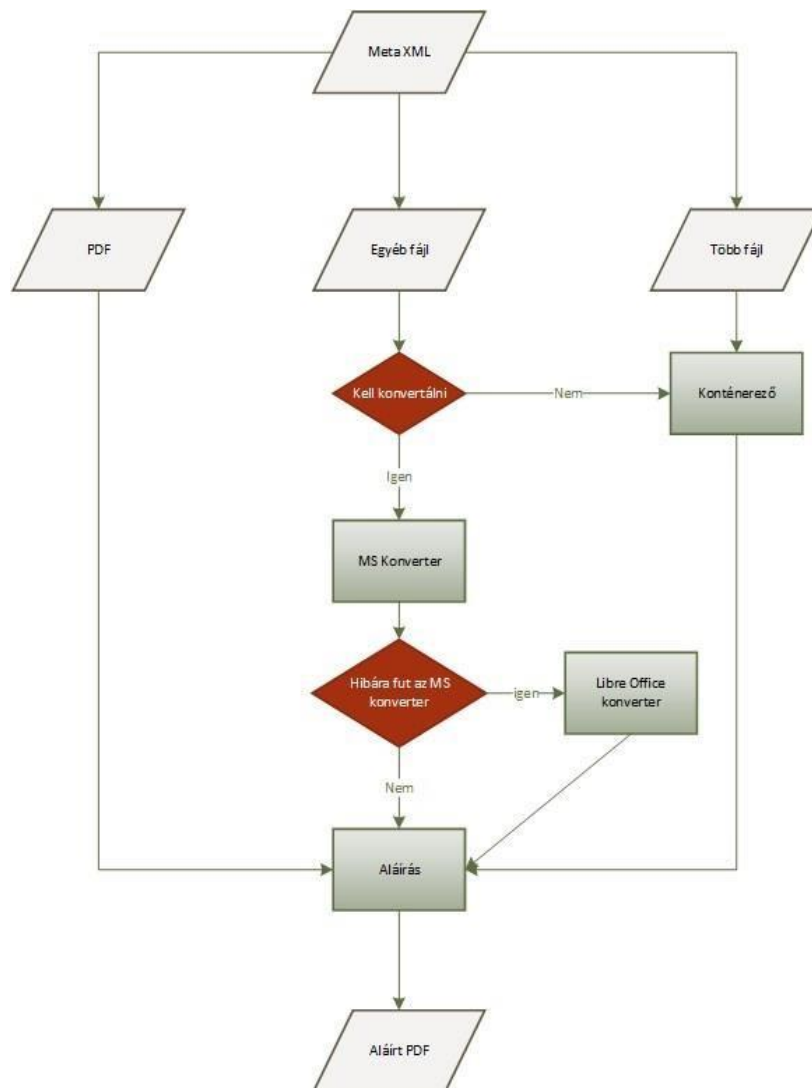 Meta XML
PDF
Egyéb fájl
Több fájl
Kell konvertálni
Nem
Konténerező
Igen
MS Konverter
Hibára fut az MS
konverter
igen
Libre Office
konverter
Nem
Aláírás
Aláírt PDF